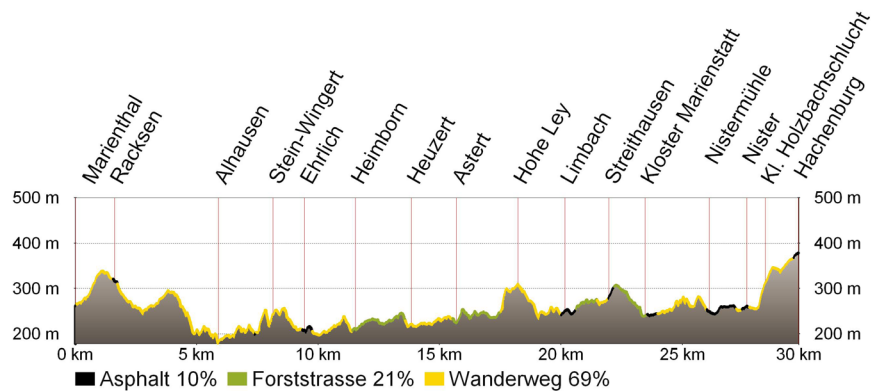 Marienthal
Racksen
Alhausen
Stein-Wingert
Ehrlich
Heimborn
Heuzert
Astert
Hohe Ley
Limbach
Streithausen
Kloster Marienstatt
Nistermühle
Nister
Kl. Holzbachschlucht
Hachenburg
500 m 500 m
400 m 400 m
300 m 300 m
200 m 200 m
0 km 5 km 10 km 15 km 20 km 25 km 30 km
Asphalt 10% Forststrasse 21% Wanderweg 69%